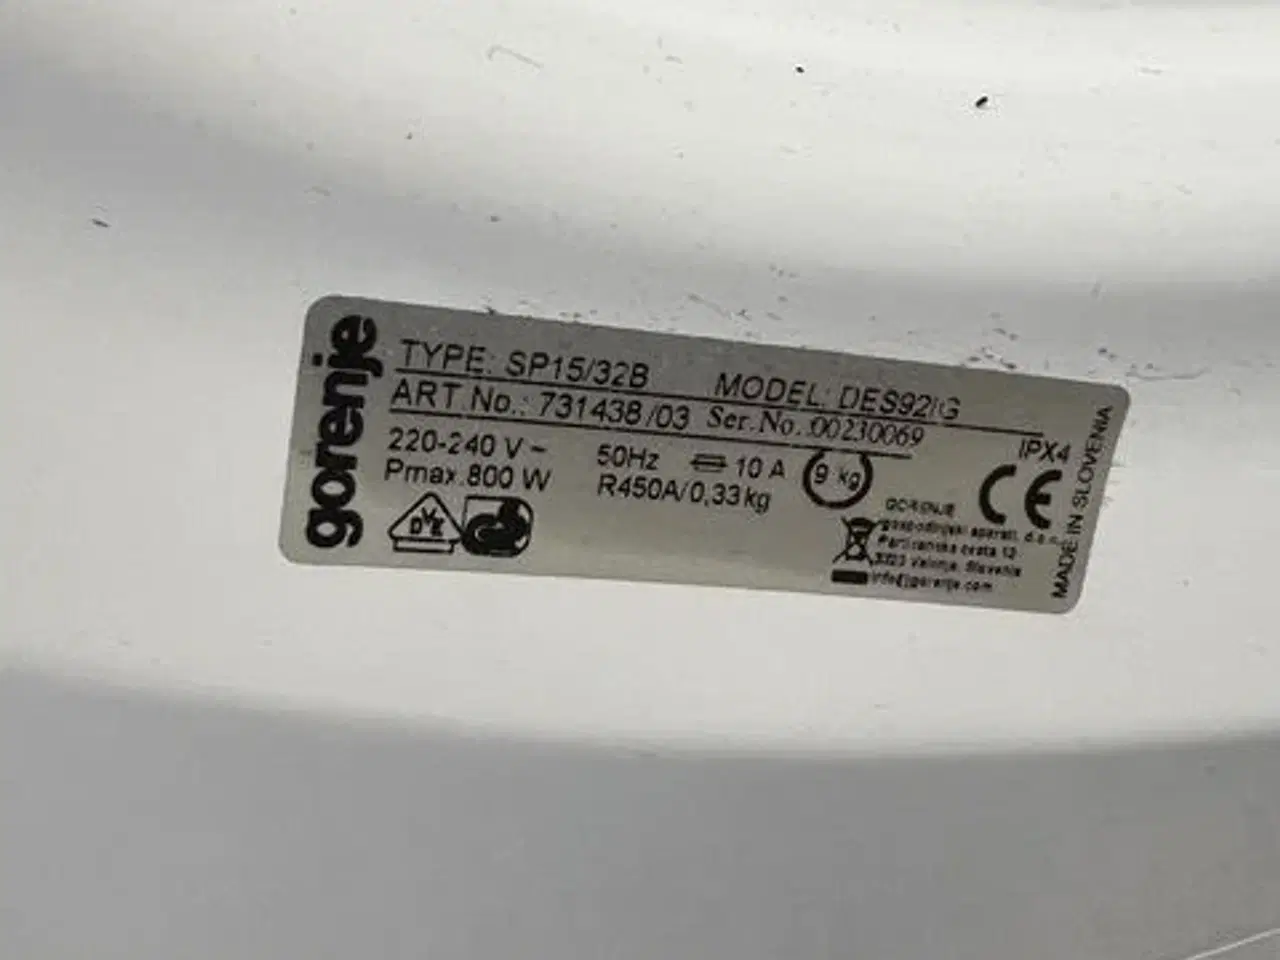 gorenje
TYPE: SP15/32B MODEL: DES92/G
ART.No.: 731438/03 Ser.No.:00230069
220-240 V ~ 50Hz 10 A 9 kg IPX4
Pmax.800 W R450A/0,33kg CE
DVE
GORENJE
gospodinjski aparati, d.o.o.
Partizanska cesta 12
Velenje, Slovenia
info@gorenje.com
MADE IN SLOVENIA